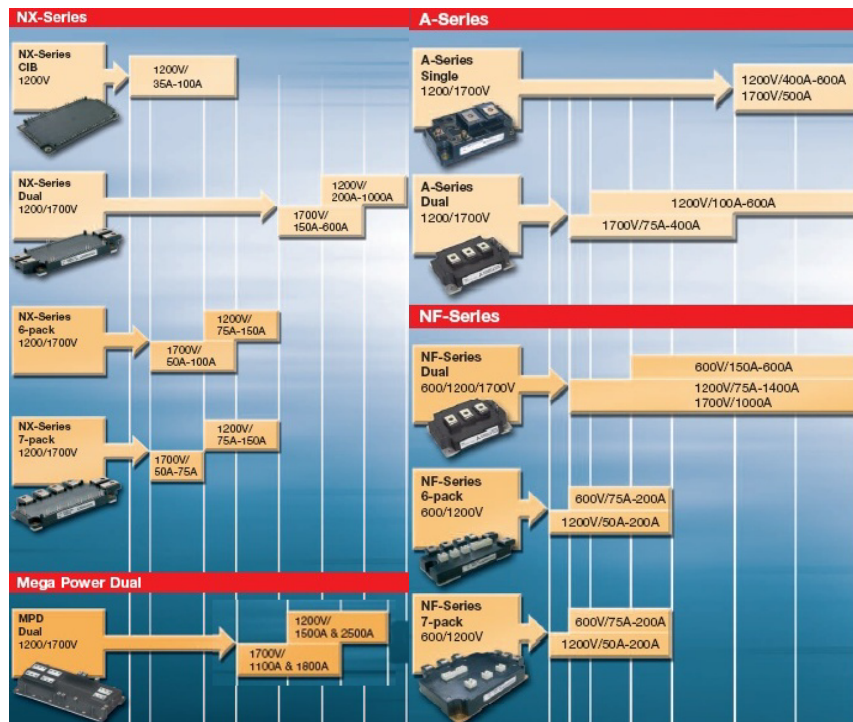 NX-Series
NX-Series
CIB
1200V
1200V/
35A-100A
NX-Series
Dual
1200/1700V
1200V/
200A-1000A
1700V/
150A-600A
NX-Series
6-pack
1200/1700V
1200V/
75A-150A
1700V/
50A-100A
NX-Series
7-pack
1200/1700V
1200V/
75A-150A
1700V/
50A-75A
Mega Power Dual
MPD
Dual
1200/1700V
1200V/
1500A & 2500A
1700V/
1100A & 1800A
A-Series
A-Series
Single
1200/1700V
1200V/400A-600A
1700V/500A
A-Series
Dual
1200/1700V
1200V/100A-600A
1700V/75A-400A
NF-Series
NF-Series
Dual
600/1200/1700V
600V/150A-600A
1200V/75A-1400A
1700V/1000A
NF-Series
6-pack
600/1200V
600V/75A-200A
1200V/50A-200A
NF-Series
7-pack
600/1200V
600V/75A-200A
1200V/50A-200A